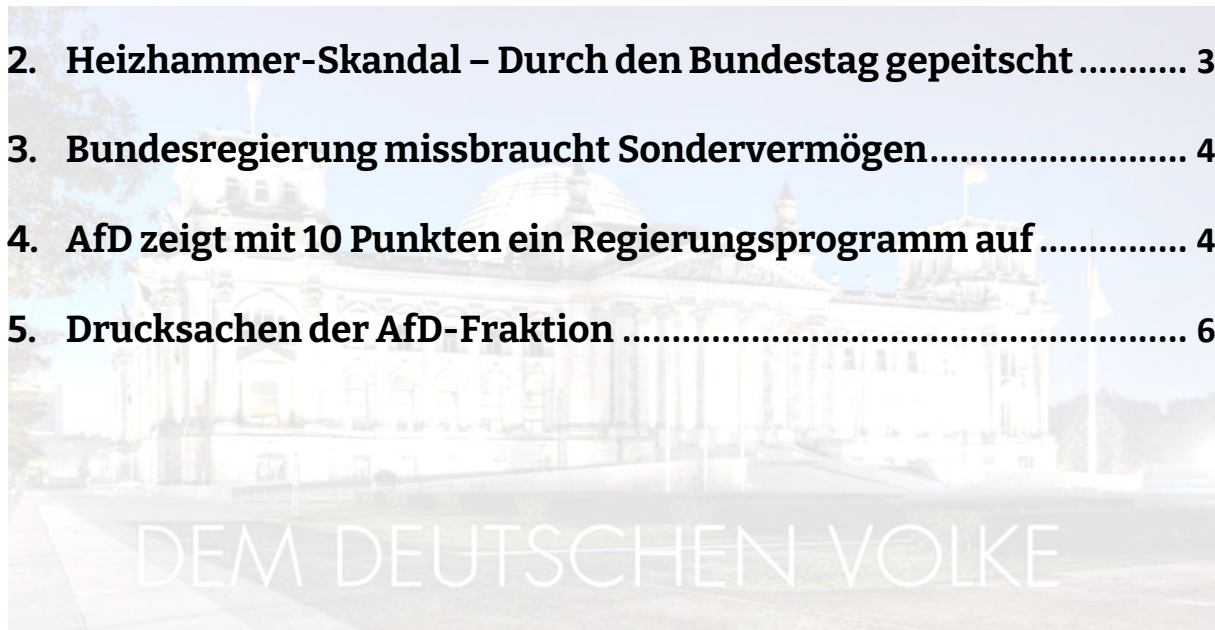 2. Heizhammer-Skandal – Durch den Bundestag gepeitscht ........... 3
3. Bundesregierung missbraucht Sondervermögen .......................... 4
4. AfD zeigt mit 10 Punkten ein Regierungsprogramm auf ............... 4
5. Drucksachen der AfD-Fraktion ........................................................ 6
DEM DEUTSCHEN VOLKE